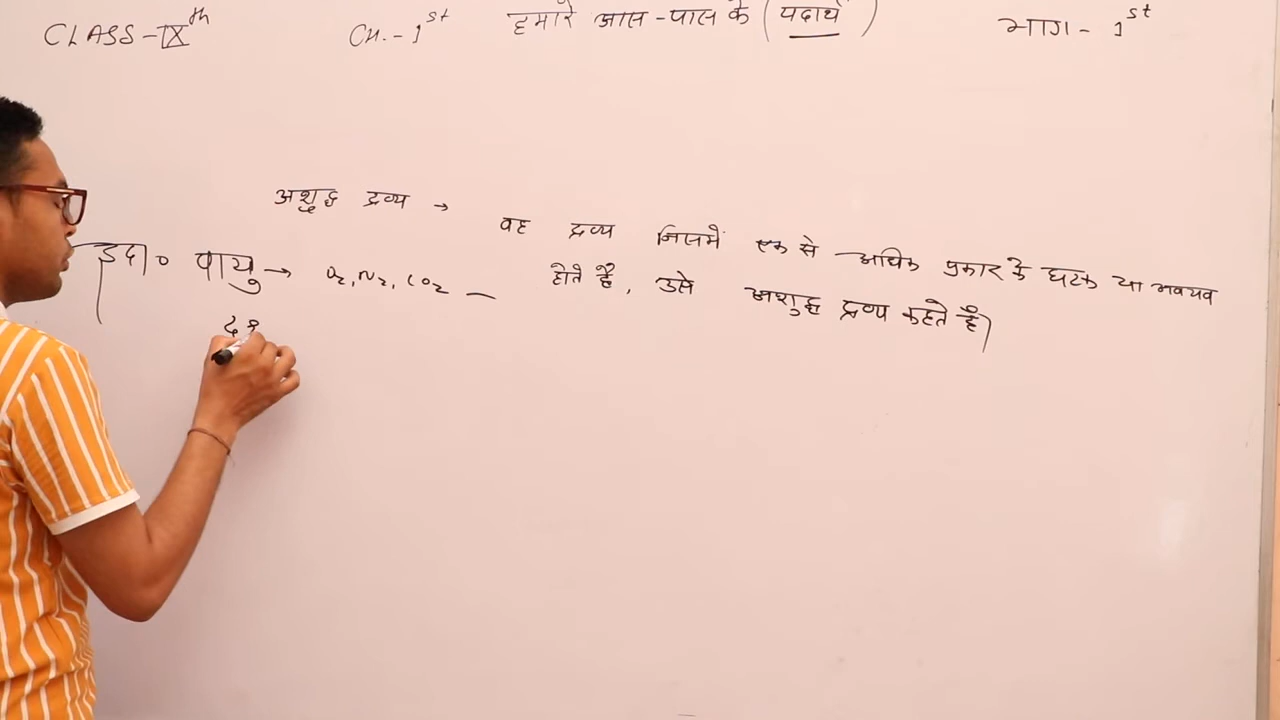 CLASS-IXth CH.-1st हमारे आस-पास के (पदार्थ) भाग- 1st
अशुद्ध द्रव्य → वह द्रव्य जिसमें एक से अधिक प्रकार के घटक या अवयव
होते हैं, उसे अशुद्ध द्रव्य कहते हैं|
उदा० वायु → O2, N2, CO2 —